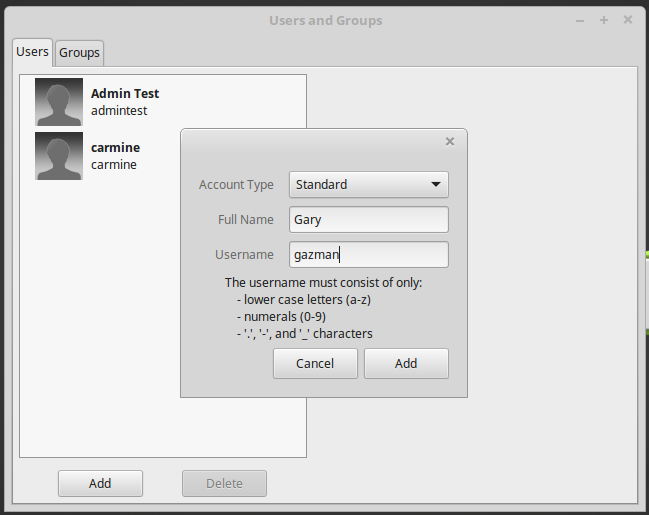 Users and Groups
Users Groups
Admin Test
admintest
carmine
carmine
Account Type Standard
Full Name Gary
Username gazman
The username must consist of only:
- lower case letters (a-z)
- numerals (0-9)
- '.', '-', and '_' characters
Cancel Add
Add Delete